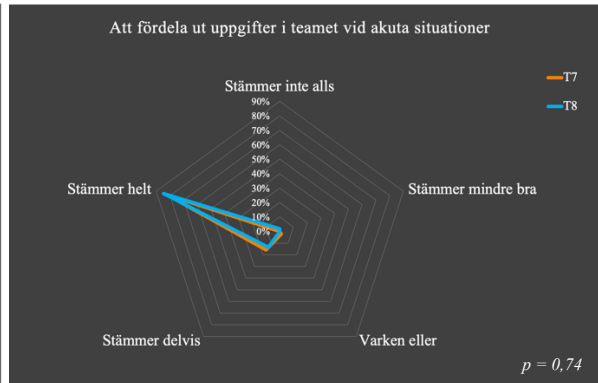 Att fördela ut uppgifter i teamet vid akuta situationer
T7
T8
Stämmer inte alls
90%
80%
70%
60%
50%
40%
30%
20%
10%
0%
Stämmer helt
Stämmer mindre bra
Stämmer delvis
Varken eller
p = 0,74